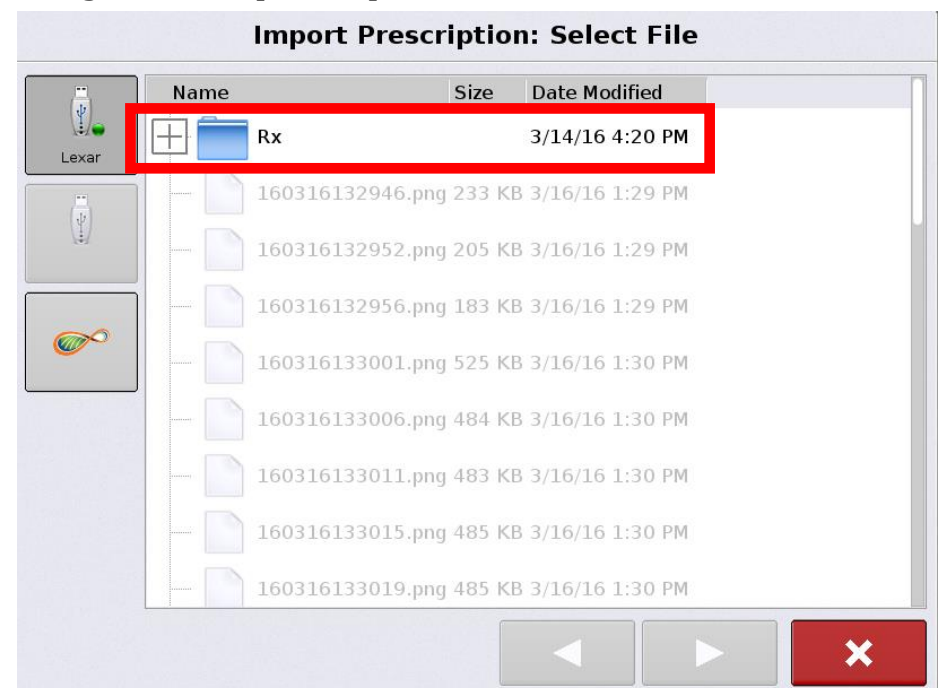 Import Prescription: Select File
Name Size Date Modified
Lexar
Rx 3/14/16 4:20 PM
160316132946.png 233 KB 3/16/16 1:29 PM
160316132952.png 205 KB 3/16/16 1:29 PM
160316132956.png 183 KB 3/16/16 1:29 PM
160316133001.png 525 KB 3/16/16 1:30 PM
160316133006.png 484 KB 3/16/16 1:30 PM
160316133011.png 483 KB 3/16/16 1:30 PM
160316133015.png 485 KB 3/16/16 1:30 PM
160316133019.png 485 KB 3/16/16 1:30 PM